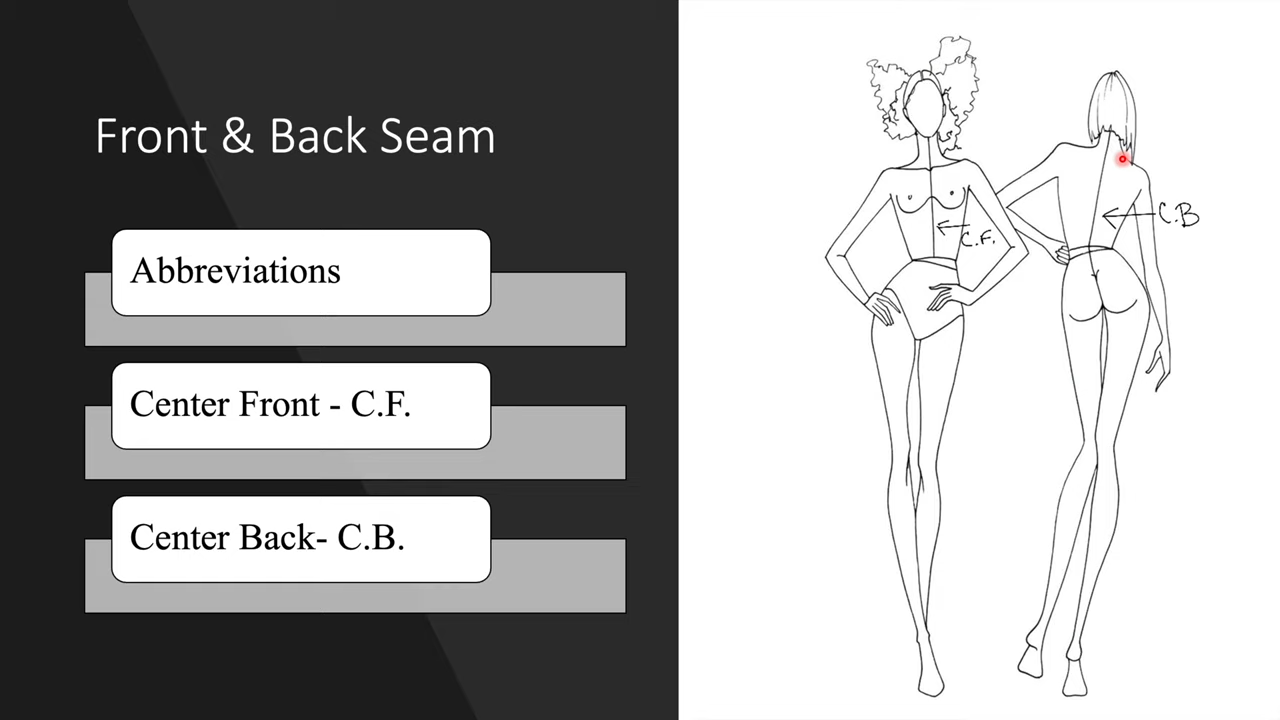 Front & Back Seam
Abbreviations
Center Front - C.F.
Center Back- C.B.
C.F.
C.B